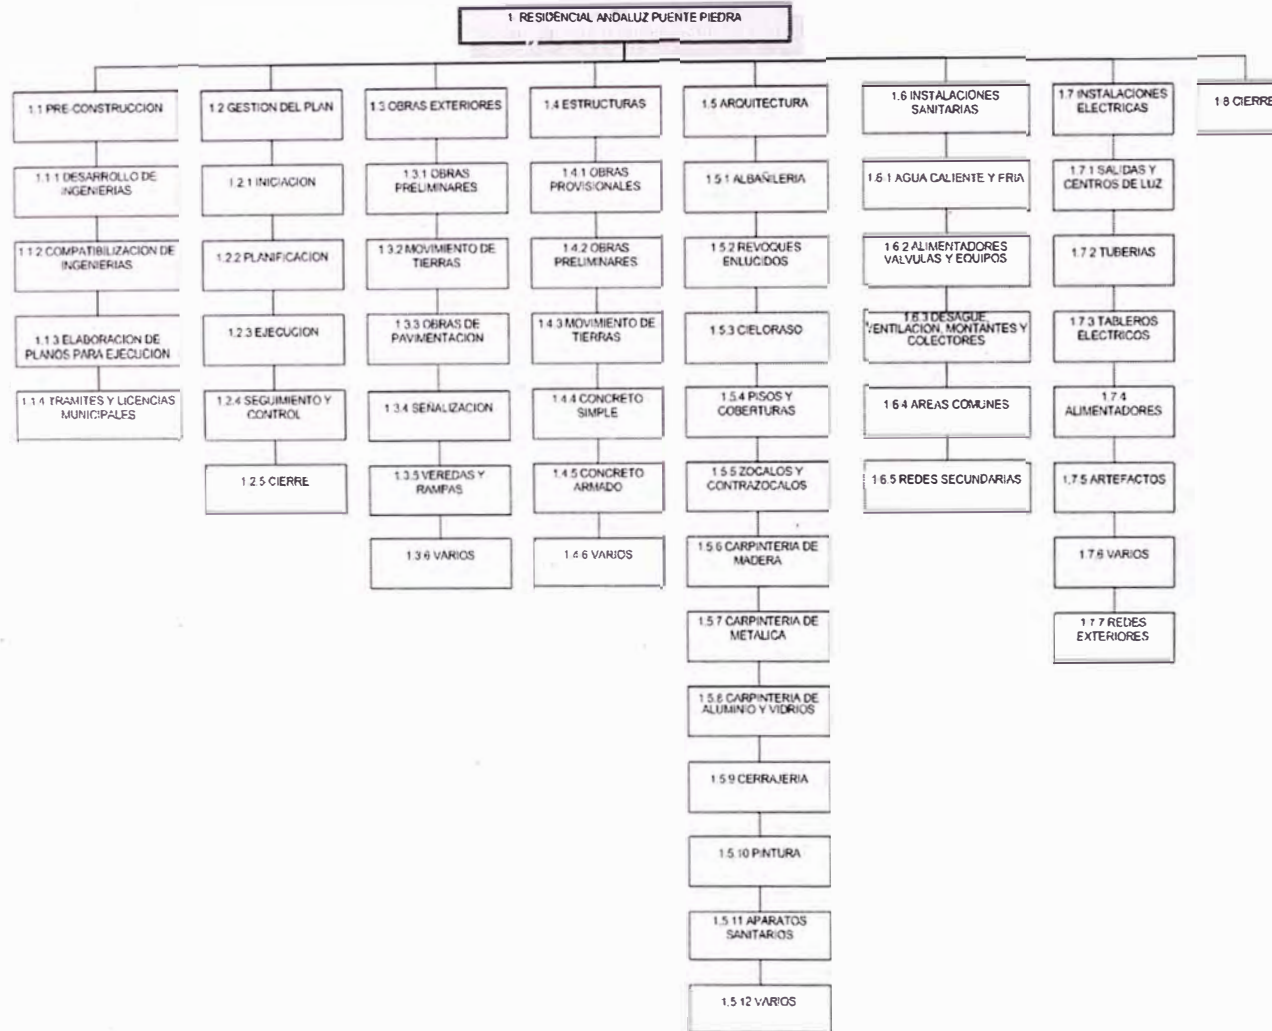 1 RESIDENCIAL ANDALUZ PUENTE PIEDRA
1.1 PRE-CONSTRUCCION
1.1.1 DESARROLLO DE
INGENIERIAS
1.1.2 COMPATIBILIZACION DE
INGENIERIAS
1.1.3 ELABORACION DE
PLANOS PARA EJECUCION
1.1.4 TRAMITES Y LICENCIAS
MUNICIPALES
1.2 GESTION DEL PLAN
1.2.1 INICIACION
1.2.2 PLANIFICACION
1.2.3 EJECUCION
1.2.4 SEGUIMIENTO Y
CONTROL
1.2.5 CIERRE
1.3 OBRAS EXTERIORES
1.3.1 OBRAS
PRELIMINARES
1.3.2 MOVIMIENTO DE
TIERRAS
1.3.3 OBRAS DE
PAVIMENTACION
1.3.4 SEÑALIZACION
1.3.5 VEREDAS Y
RAMPAS
1.3.6 VARIOS
1.4 ESTRUCTURAS
1.4.1 OBRAS
PROVISIONALES
1.4.2 OBRAS
PRELIMINARES
1.4.3 MOVIMIENTO DE
TIERRAS
1.4.4 CONCRETO
SIMPLE
1.4.5 CONCRETO
ARMADO
1.4.6 VARIOS
1.5 ARQUITECTURA
1.5.1 ALBAÑILERIA
1.5.2 REVOQUES
ENLUCIDOS
1.5.3 CIELORASO
1.5.4 PISOS Y
COBERTURAS
1.5.5 ZOCALOS Y
CONTRAZOCALOS
1.5.6 CARPINTERIA DE
MADERA
1.5.7 CARPINTERIA DE
METALICA
1.5.8 CARPINTERIA DE
ALUMINIO Y VIDRIOS
1.5.9 CERRAJERIA
1.5.10 PINTURA
1.5.11 APARATOS
SANITARIOS
1.5.12 VARIOS
1.6 INSTALACIONES
SANITARIAS
1.6.1 AGUA CALIENTE Y FRIA
1.6.2 ALIMENTADORES
VALVULAS Y EQUIPOS
1.6.3 DESAGUE,
VENTILACION, MONTANTES Y
COLECTORES
1.6.4 AREAS COMUNES
1.6.5 REDES SECUNDARIAS
1.7 INSTALACIONES
ELECTRICAS
1.7.1 SALIDAS Y
CENTROS DE LUZ
1.7.2 TUBERIAS
1.7.3 TABLEROS
ELECTRICOS
1.7.4
ALIMENTADORES
1.7.5 ARTEFACTOS
1.7.6 VARIOS
1.7.7 REDES
EXTERIORES
1.8 CIERRE